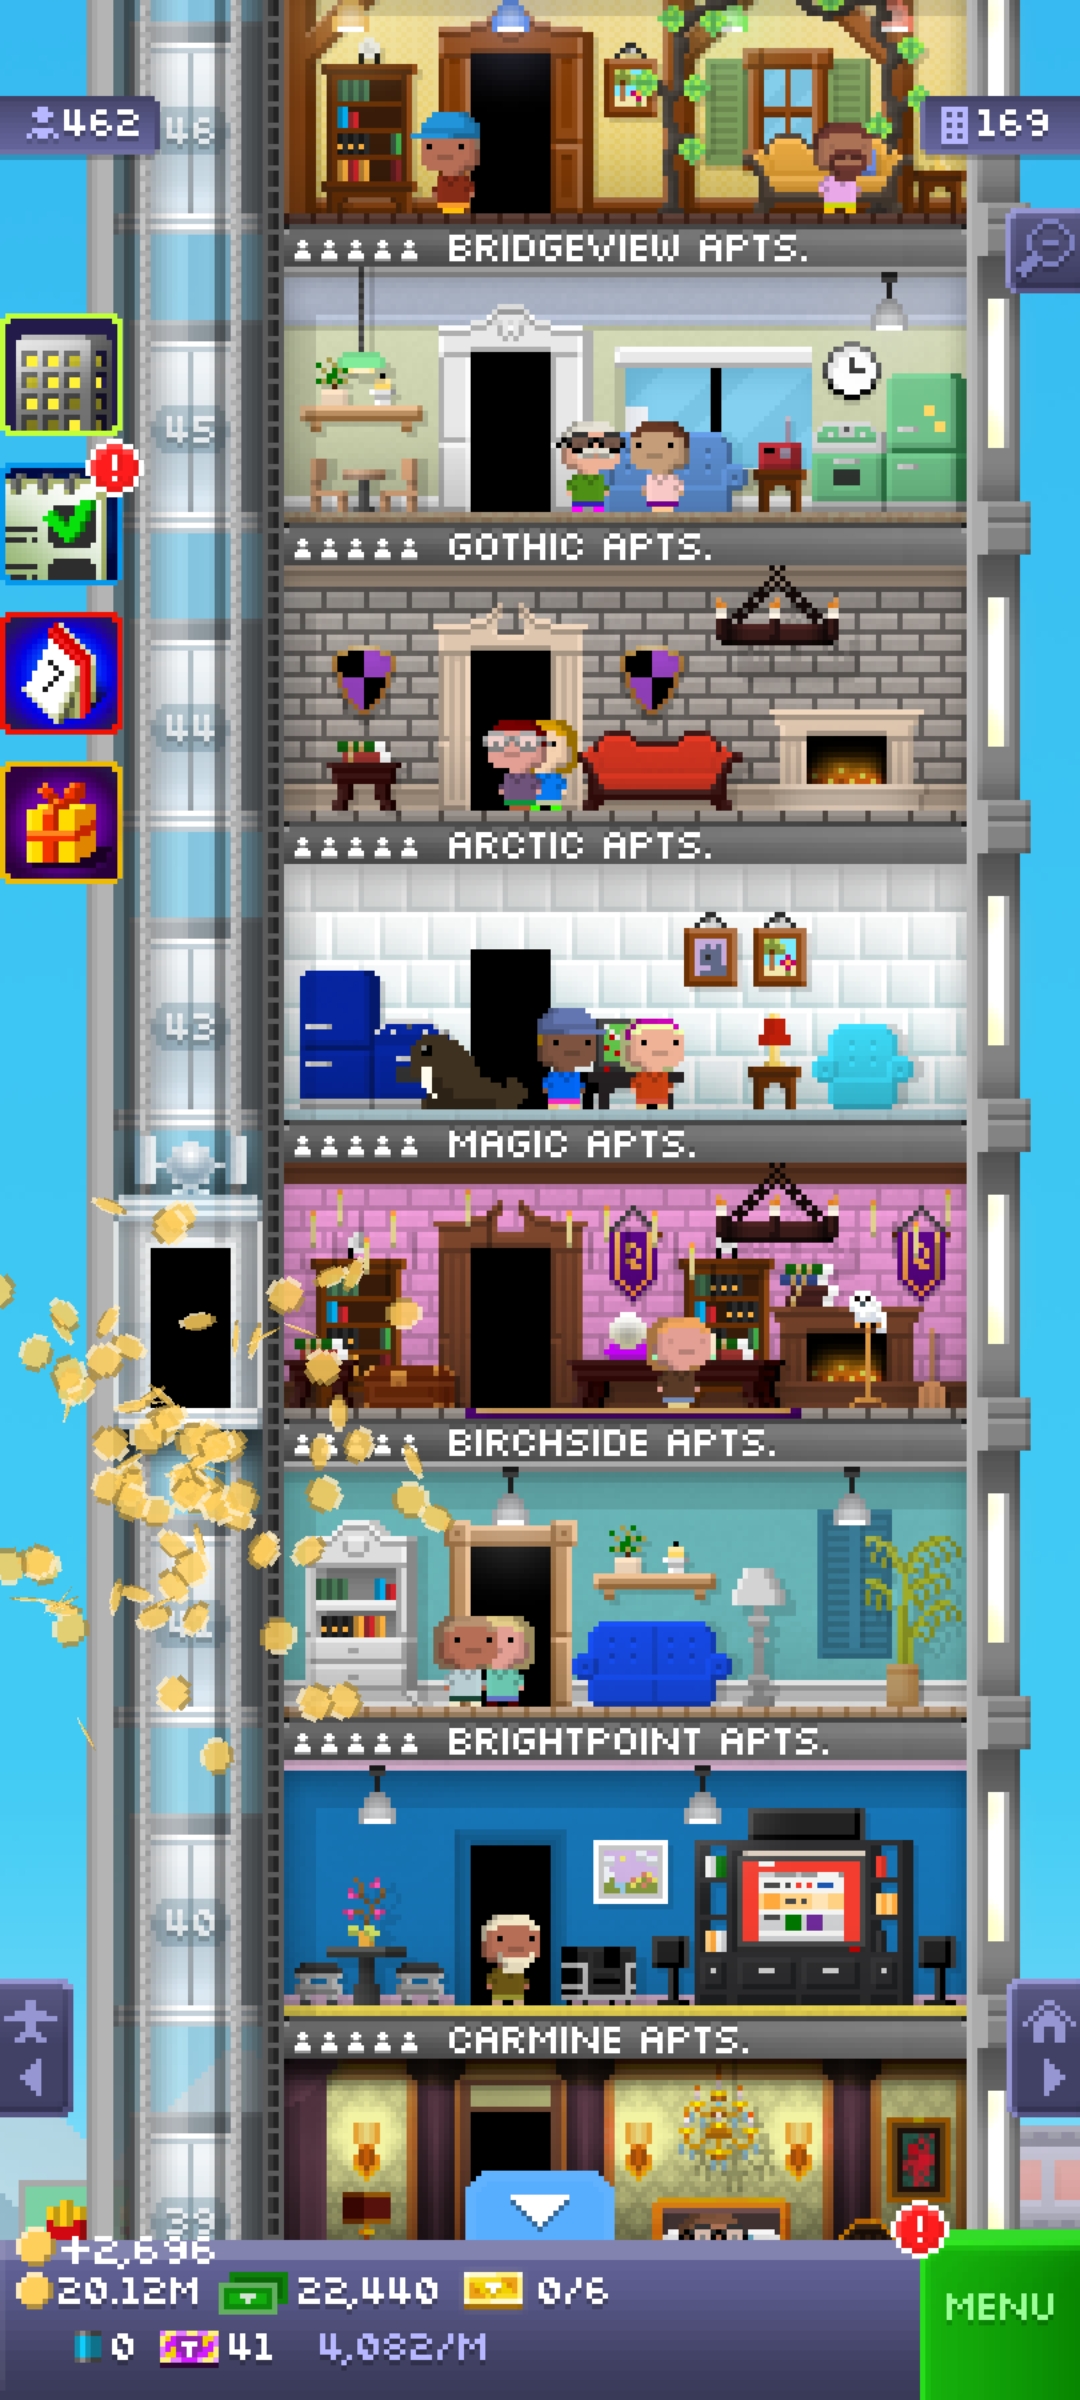 462
46
169
BRIDGEVIEW APTS.
45
GOTHIC APTS.
44
ARCTIC APTS.
43
MAGIC APTS.
BIRCHSIDE APTS.
BRIGHTPOINT APTS.
40
CARMINE APTS.
+2,696
20.12M 22,440 0/6
MENU
0 T 41 4,082/M